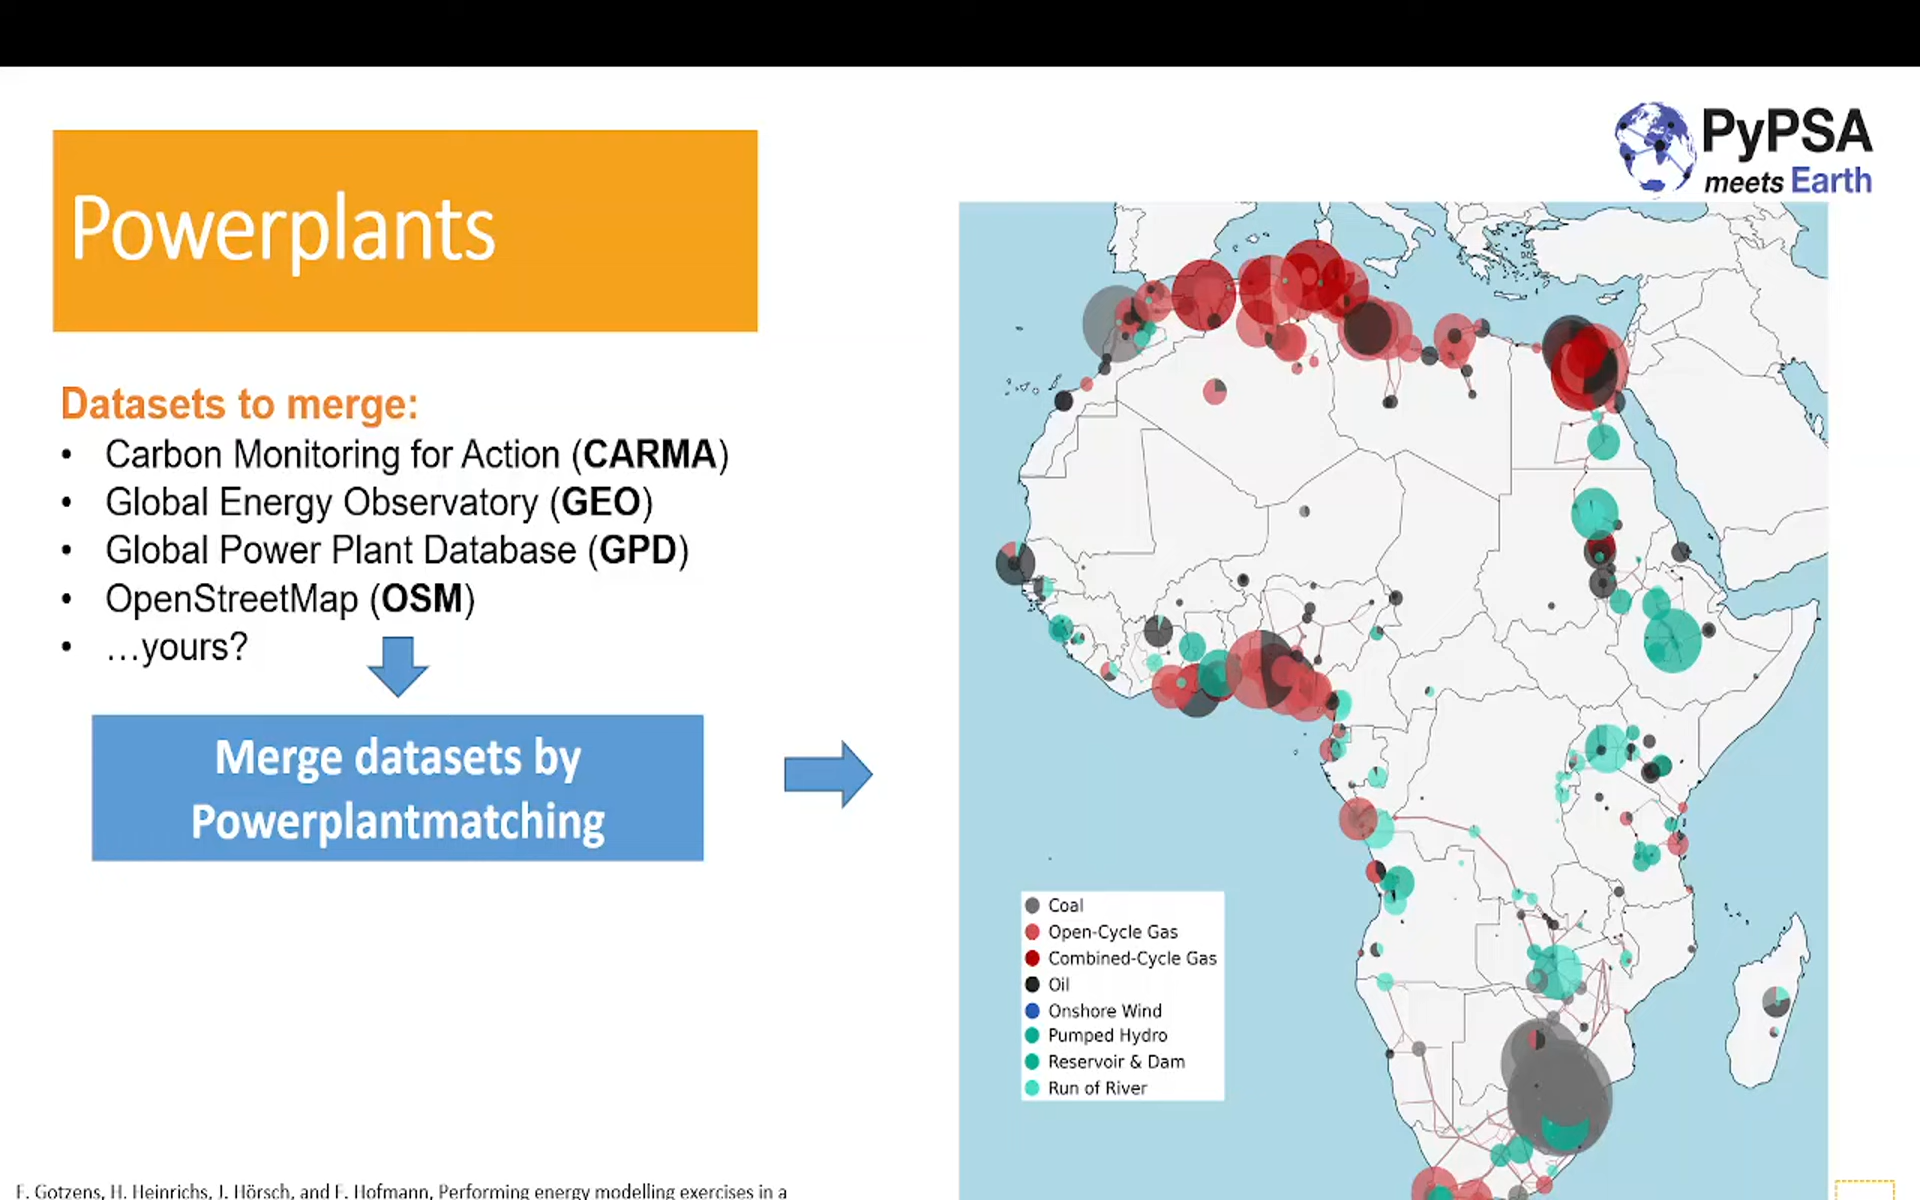 PyPSA
meets Earth
Powerplants
Datasets to merge:
• Carbon Monitoring for Action (CARMA)
• Global Energy Observatory (GEO)
• Global Power Plant Database (GPD)
• OpenStreetMap (OSM)
• …yours?
Merge datasets by
Powerplantmatching
Coal
Open-Cycle Gas
Combined-Cycle Gas
Oil
Onshore Wind
Pumped Hydro
Reservoir & Dam
Run of River
F. Gotzens, H. Heinrichs, J. Hörsch, and F. Hofmann, Performing energy modelling exercises in a